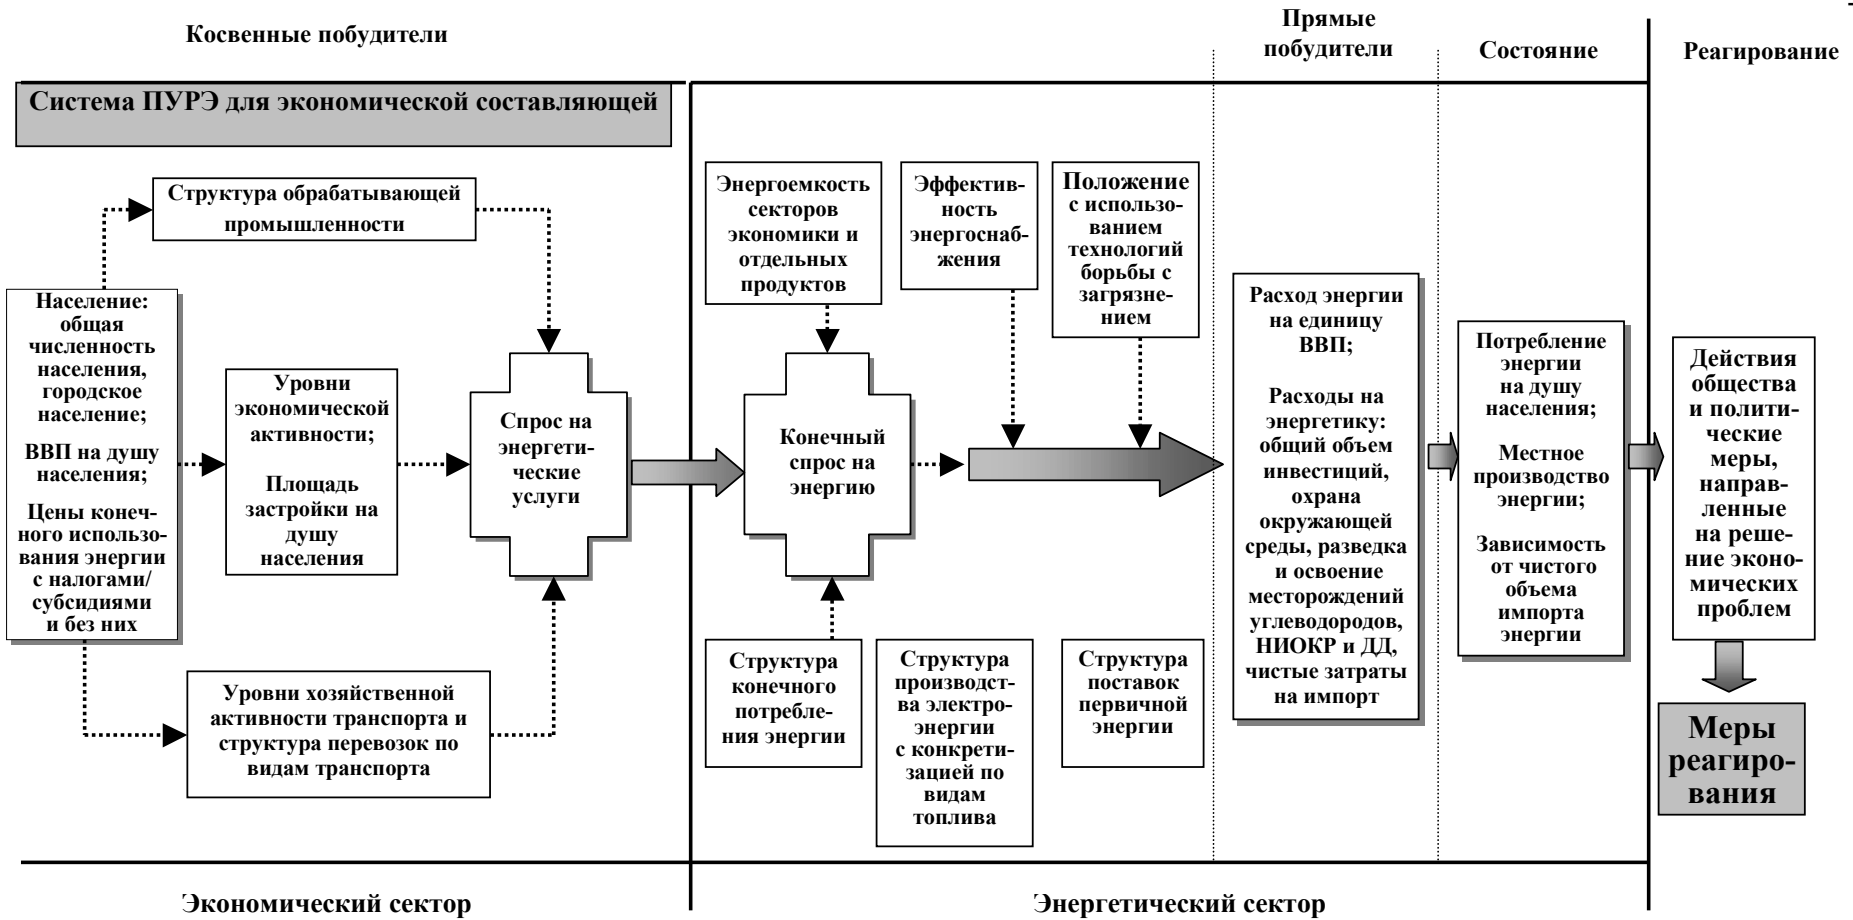 Косвенные побудители
Прямые
побудители
Состояние
Реагирование
Система ПУРЭ для экономической составляющей
Структура обрабатывающей
промышленности
Население:
общая
численность
населения,
городское
население;
ВВП на душу
населения;
Цены конеч-
ного использо-
вания энергии
с налогами/
субсидиями
и без них
Уровни
экономической
активности;
Площадь
застройки на
душу
населения
Уровни хозяйственной
активности транспорта и
структура перевозок по
видам транспорта
Спрос на
энергети-
ческие
услуги
Энергоемкость
секторов
экономики и
отдельных
продуктов
Эффектив-
ность
энергоснаб-
жения
Положение
с использо-
ванием
технологий
борьбы с
загрязне-
нием
Конечный
спрос на
энергию
Структура
конечного
потребле-
ния энергии
Структура
производст-
ва электро-
энергии
с конкрети-
зацией по
видам
топлива
Структура
поставок
первичной
энергии
Расход энергии
на единицу
ВВП;
Расходы на
энергетику:
общий объем
инвестиций,
охрана
окружающей
среды, разведка
и освоение
месторождений
углеводородов,
НИОКР и ДД,
чистые затраты
на импорт
Потребление
энергии
на душу
населения;
Местное
производство
энергии;
Зависимость
от чистого
объема
импорта
энергии
Действия
общества
и полити-
ческие
меры,
направ-
ленные
на реше-
ние эконо-
мических
проблем
Меры
реагиро-
вания
Экономический сектор
Энергетический сектор